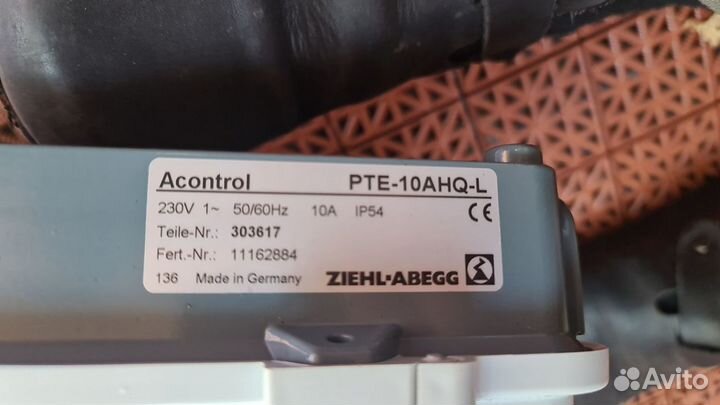 Acontrol PTE-10AHQ-L
230V 1~ 50/60Hz 10A IP54
CE
Teile-Nr.: 303617
Fert.-Nr.: 11162884
136 Made in Germany ZIEHL-ABEGG
Avito